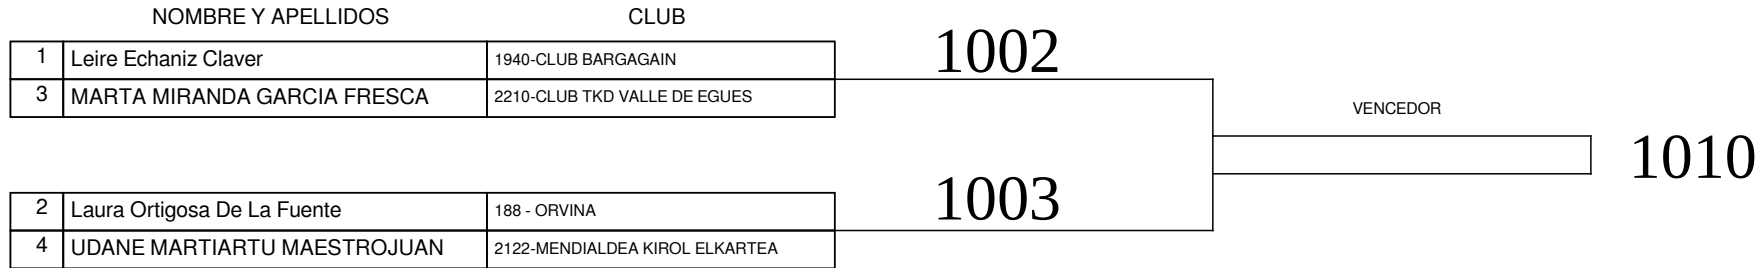 NOMBRE Y APELLIDOS CLUB
1 Leire Echaniz Claver 1940-CLUB BARGAGAIN 1002
3 MARTA MIRANDA GARCIA FRESCA 2210-CLUB TKD VALLE DE EGUES
VENCEDOR
1010
2 Laura Ortigosa De La Fuente 188 - ORVINA 1003
4 UDANE MARTIARTU MAESTROJUAN 2122-MENDIALDEA KIROL ELKARTEA